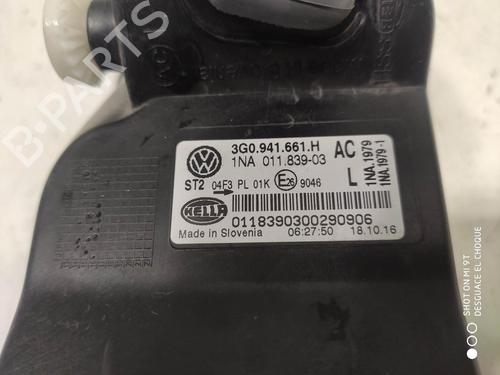 B-PARTS
3G0.941.661.H AC
1NA 011.839-03
ST2 04F3 PL 01K E26 9046 L
1NA.1979
1NA.1979-1
HELLA
0118390300290906
Made in Slovenia 06:27:50 18.10.16
SHOT ON MI 9T
DESGUACE EL CHOQUE